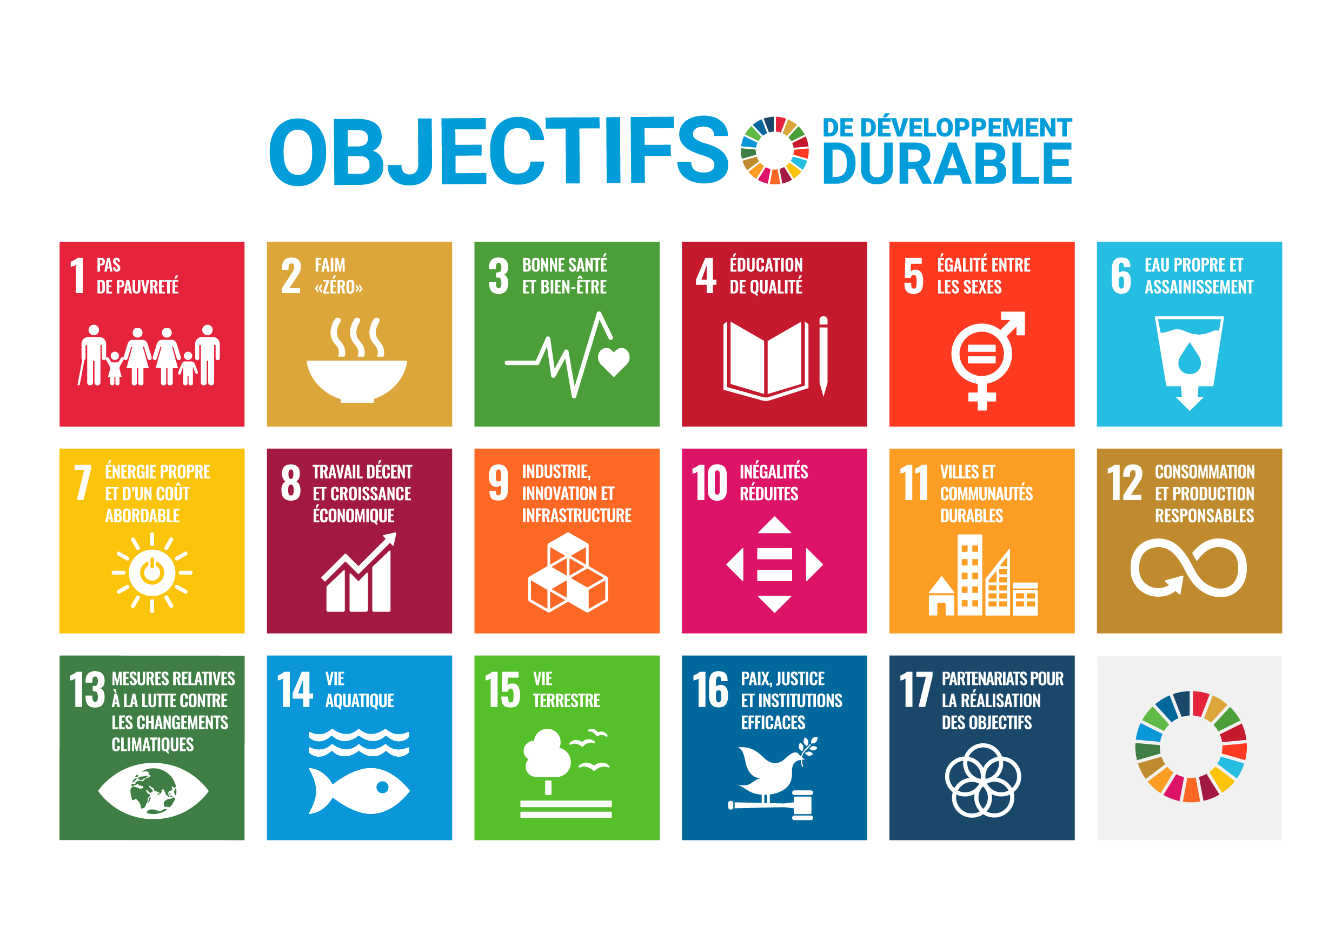 OBJECTIFS
DE DÉVELOPPEMENT
DURABLE
1 PAS
DE PAUVRETÉ
2 FAIM
«ZÉRO»
3 BONNE SANTÉ
ET BIEN-ÊTRE
4 ÉDUCATION
DE QUALITÉ
5 ÉGALITÉ ENTRE
LES SEXES
6 EAU PROPRE ET
ASSAINISSEMENT
7 ÉNERGIE PROPRE
ET D'UN COÛT
ABORDABLE
8 TRAVAIL DÉCENT
ET CROISSANCE
ÉCONOMIQUE
9 INDUSTRIE,
INNOVATION ET
INFRASTRUCTURE
10 INÉGALITÉS
RÉDUITES
11 VILLES ET
COMMUNAUTÉS
DURABLES
12 CONSOMMATION
ET PRODUCTION
RESPONSABLES
13 MESURES RELATIVES
À LA LUTTE CONTRE
LES CHANGEMENTS
CLIMATIQUES
14 VIE
AQUATIQUE
15 VIE
TERRESTRE
16 PAIX, JUSTICE
ET INSTITUTIONS
EFFICACES
17 PARTENARIATS POUR
LA RÉALISATION
DES OBJECTIFS